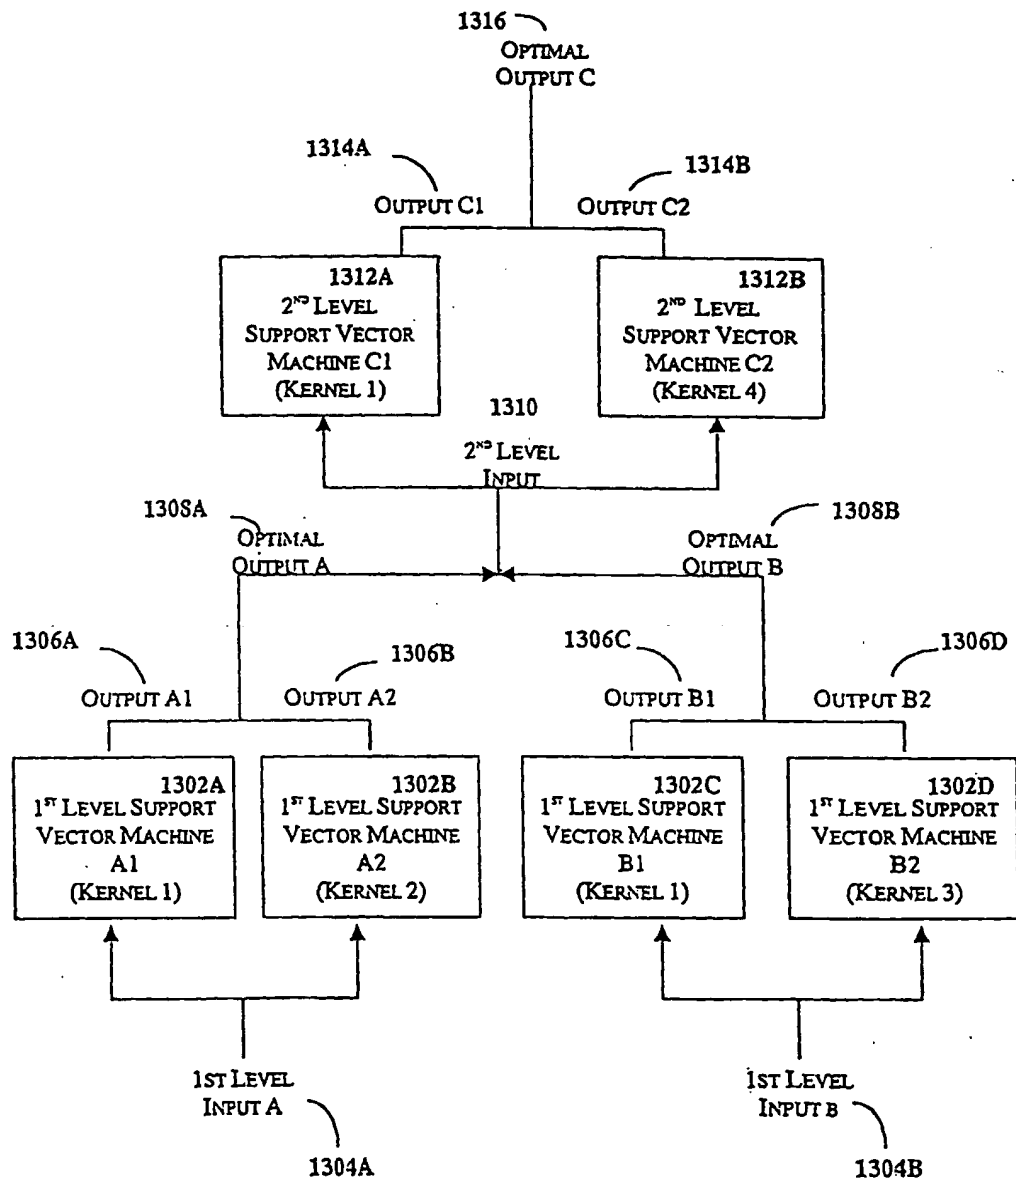 1316
OPTIMAL
OUTPUT C
1314A
1314B
OUTPUT C1
OUTPUT C2
1312A
2ND LEVEL
SUPPORT VECTOR
MACHINE C1
(KERNEL 1)
1312B
2ND LEVEL
SUPPORT VECTOR
MACHINE C2
(KERNEL 4)
1310
2ND LEVEL
INPUT
1308A
OPTIMAL
OUTPUT A
1308B
OPTIMAL
OUTPUT B
1306A
1306B
1306C
1306D
OUTPUT A1
OUTPUT A2
OUTPUT B1
OUTPUT B2
1302A
1ST LEVEL SUPPORT
VECTOR MACHINE
A1
(KERNEL 1)
1302B
1ST LEVEL SUPPORT
VECTOR MACHINE
A2
(KERNEL 2)
1302C
1ST LEVEL SUPPORT
VECTOR MACHINE
B1
(KERNEL 1)
1302D
1ST LEVEL SUPPORT
VECTOR MACHINE
B2
(KERNEL 3)
1ST LEVEL
INPUT A
1304A
1ST LEVEL
INPUT B
1304B